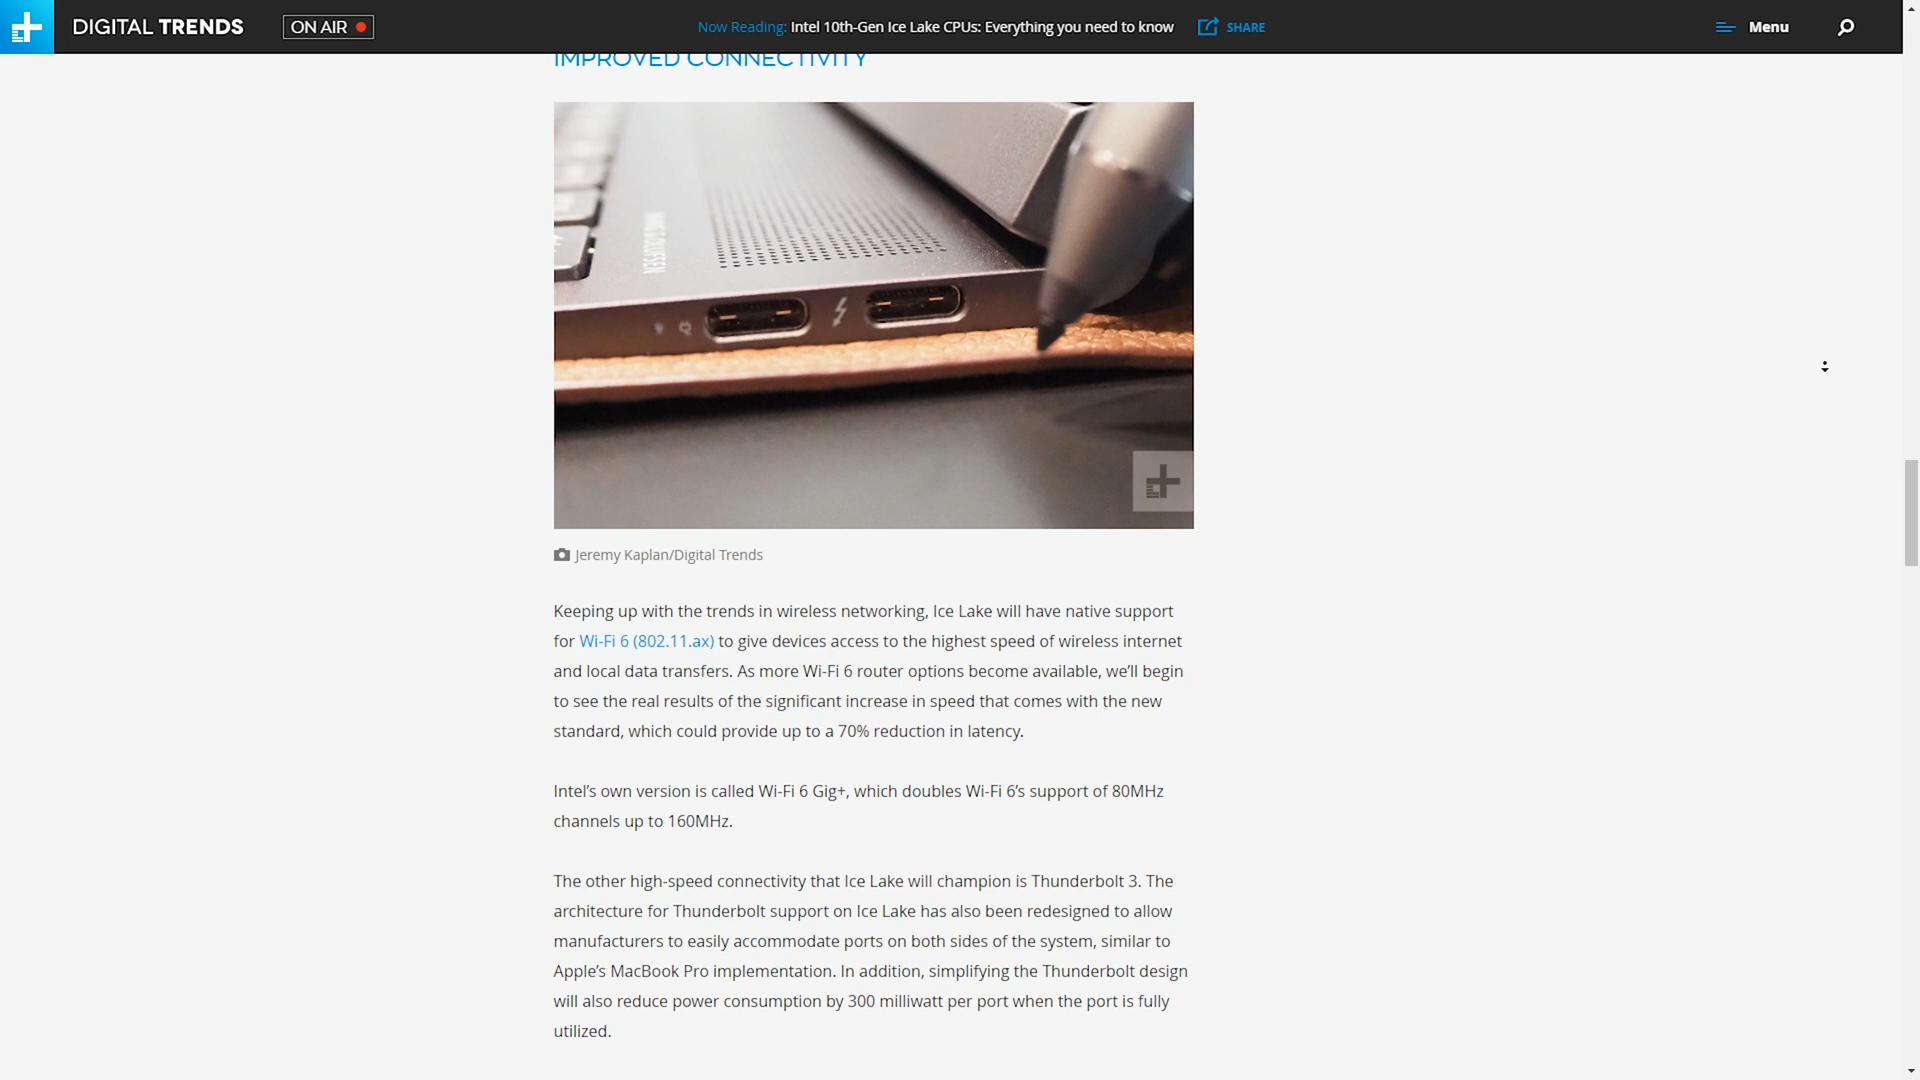 DIGITAL TRENDS
ON AIR
Now Reading: Intel 10th-Gen Ice Lake CPUs: Everything you need to know
SHARE
Menu
IMPROVED CONNECTIVITY
BANG & OLUFSEN
Jeremy Kaplan/Digital Trends
Keeping up with the trends in wireless networking, Ice Lake will have native support
for Wi-Fi 6 (802.11.ax) to give devices access to the highest speed of wireless internet
and local data transfers. As more Wi-Fi 6 router options become available, we’ll begin
to see the real results of the significant increase in speed that comes with the new
standard, which could provide up to a 70% reduction in latency.
Intel’s own version is called Wi-Fi 6 Gig+, which doubles Wi-Fi 6’s support of 80MHz
channels up to 160MHz.
The other high-speed connectivity that Ice Lake will champion is Thunderbolt 3. The
architecture for Thunderbolt support on Ice Lake has also been redesigned to allow
manufacturers to easily accommodate ports on both sides of the system, similar to
Apple’s MacBook Pro implementation. In addition, simplifying the Thunderbolt design
will also reduce power consumption by 300 milliwatt per port when the port is fully
utilized.